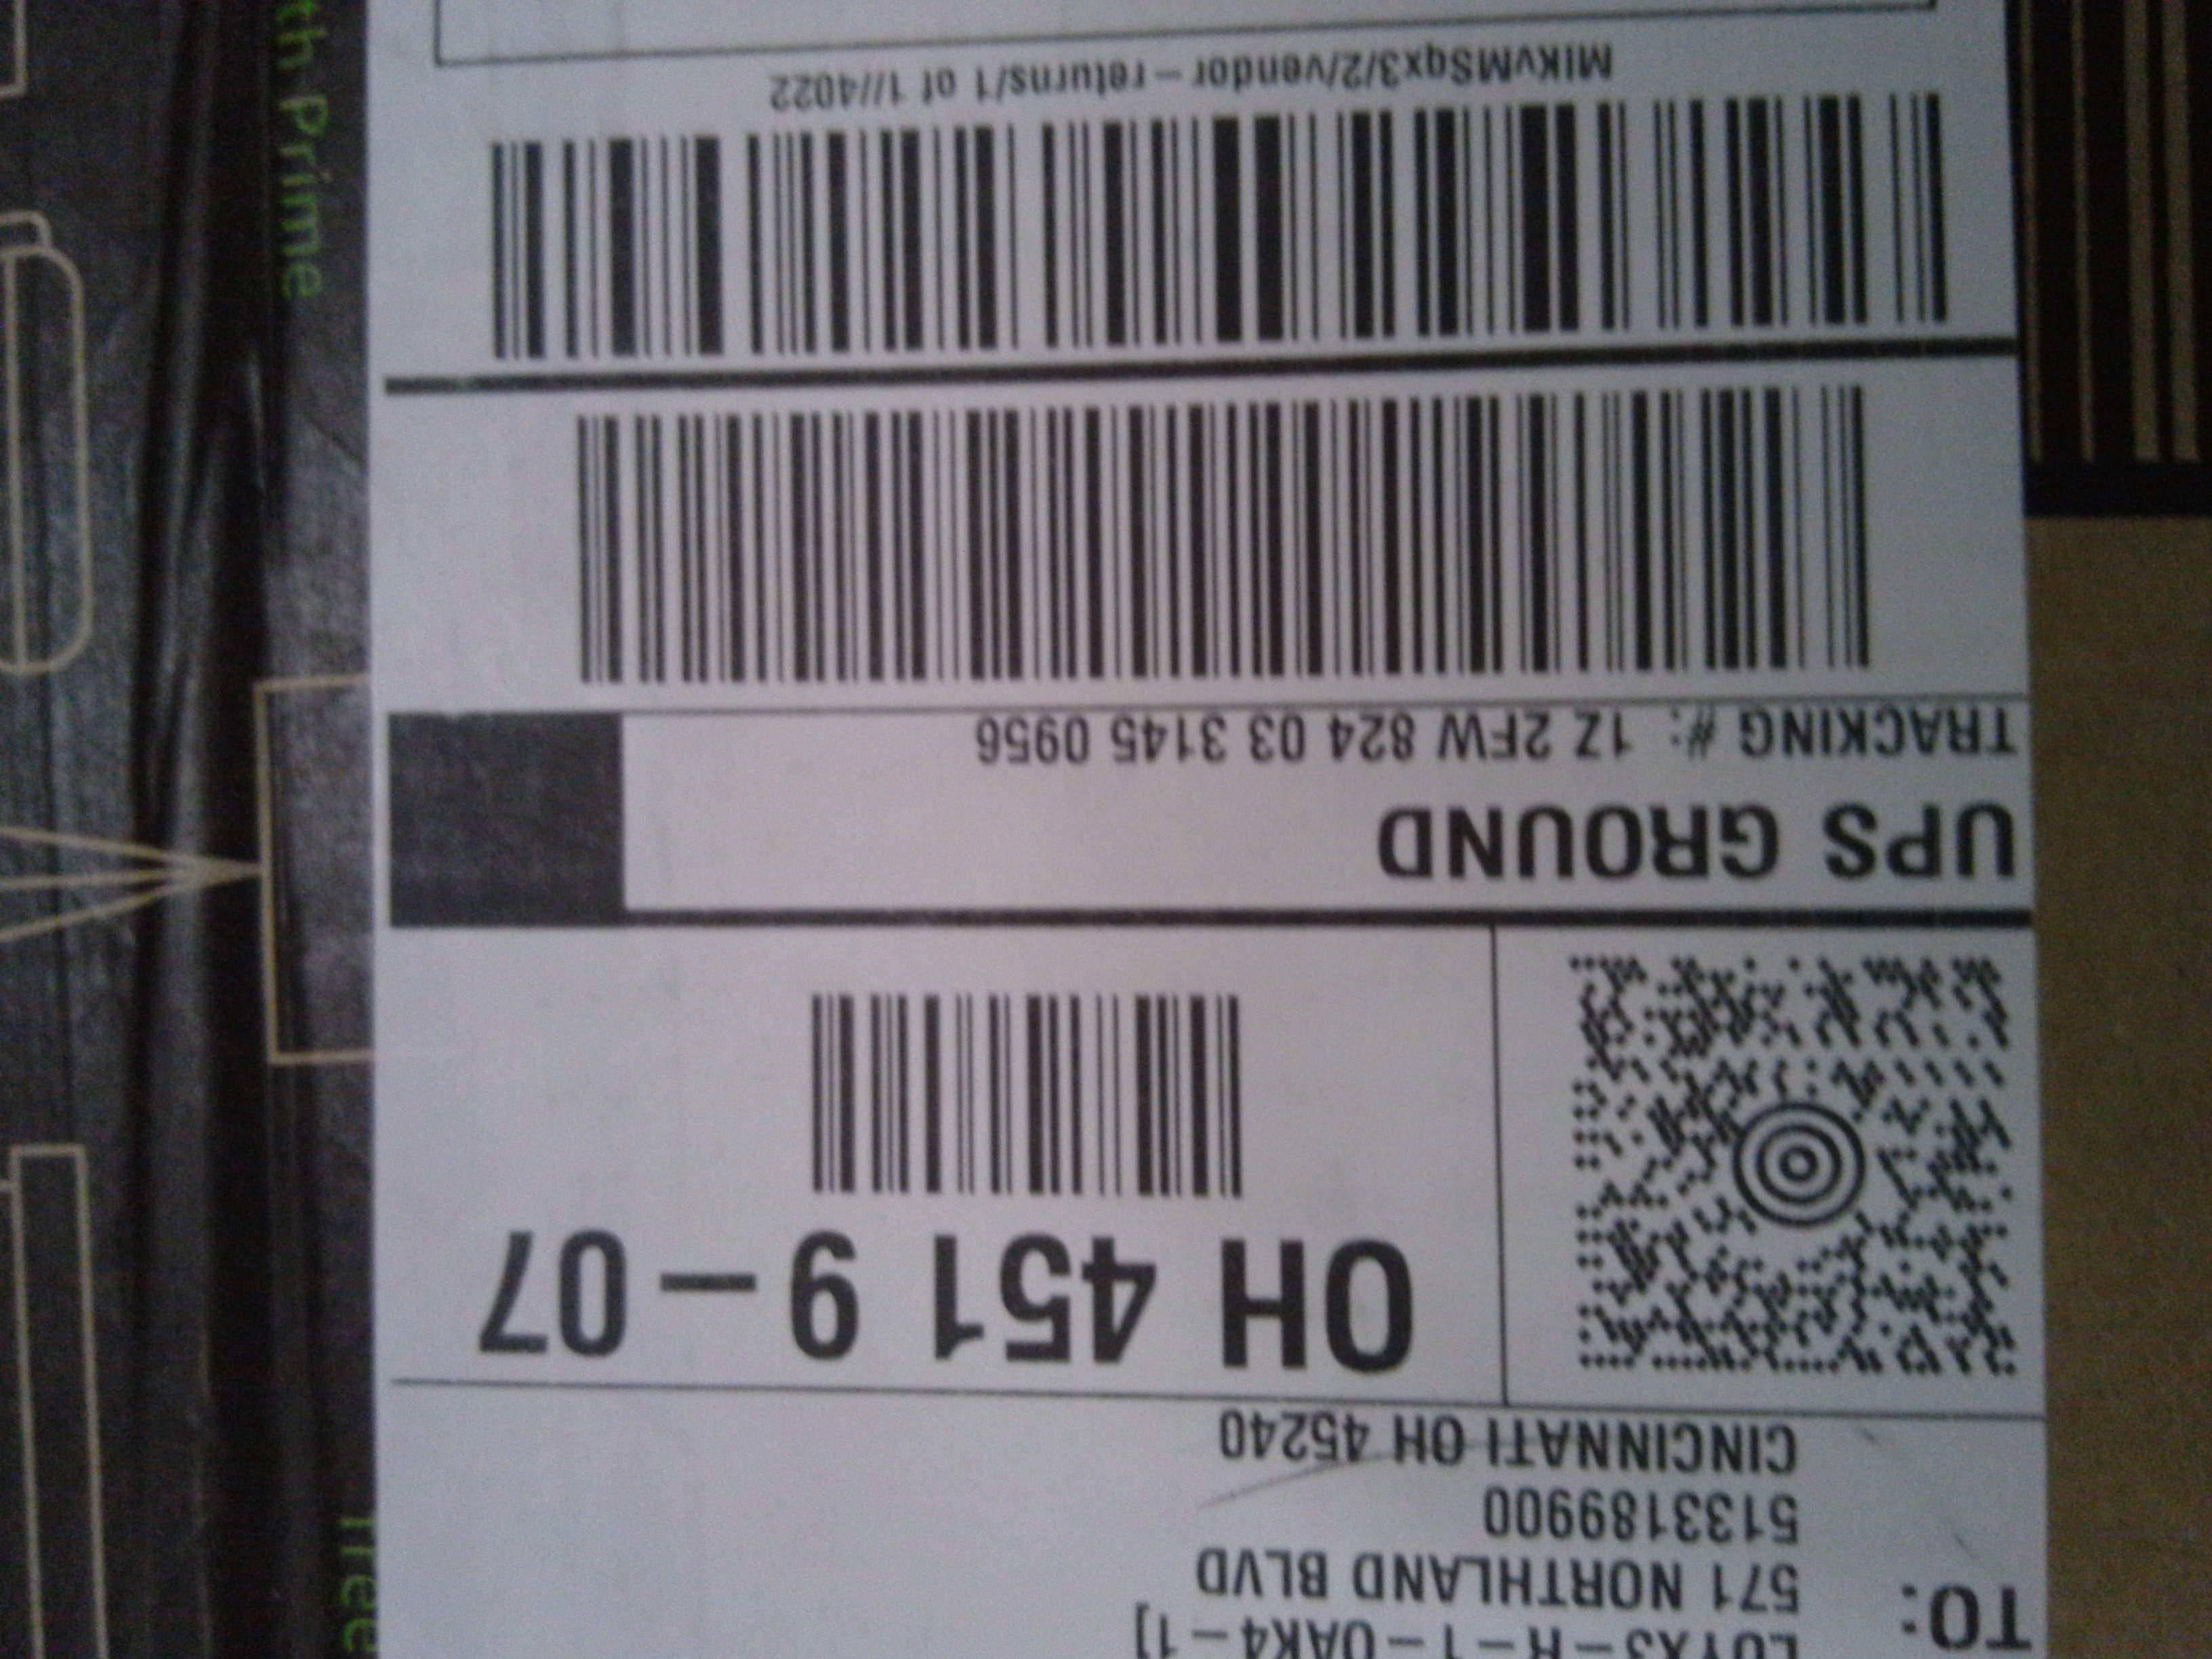 TO:
571 NORTHLAND BLVD
5133189900
CINCINNATI OH 45240
OH 451 9-07
UPS GROUND
TRACKING #: 1Z 2FW 824 03 3145 0956
MIKvMSqx3/2/vendor-returns/1 of 1//4022
th Prime